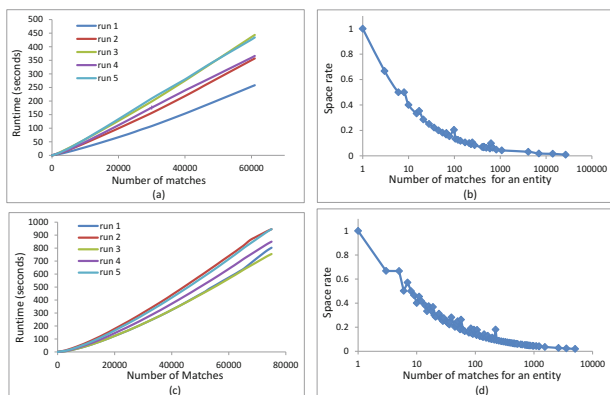 500
450
400
350
300
250
200
150
100
50
0
Runtime (seconds)
run 1
run 2
run 3
run 4
run 5
0 20000 40000 60000 80000
Number of matches
(a)
1
0.8
0.6
0.4
0.2
0
Space rate
1 10 100 1000 10000 100000
Number of matches for an entity
(b)
1000
900
800
700
600
500
400
300
200
100
0
Runtime (seconds)
run 1
run 2
run 3
run 4
run 5
0 20000 40000 60000 80000
Number of Matches
(c)
1
0.8
0.6
0.4
0.2
0
Space rate
1 10 100 1000 10000
Number of matches for an entity
(d)